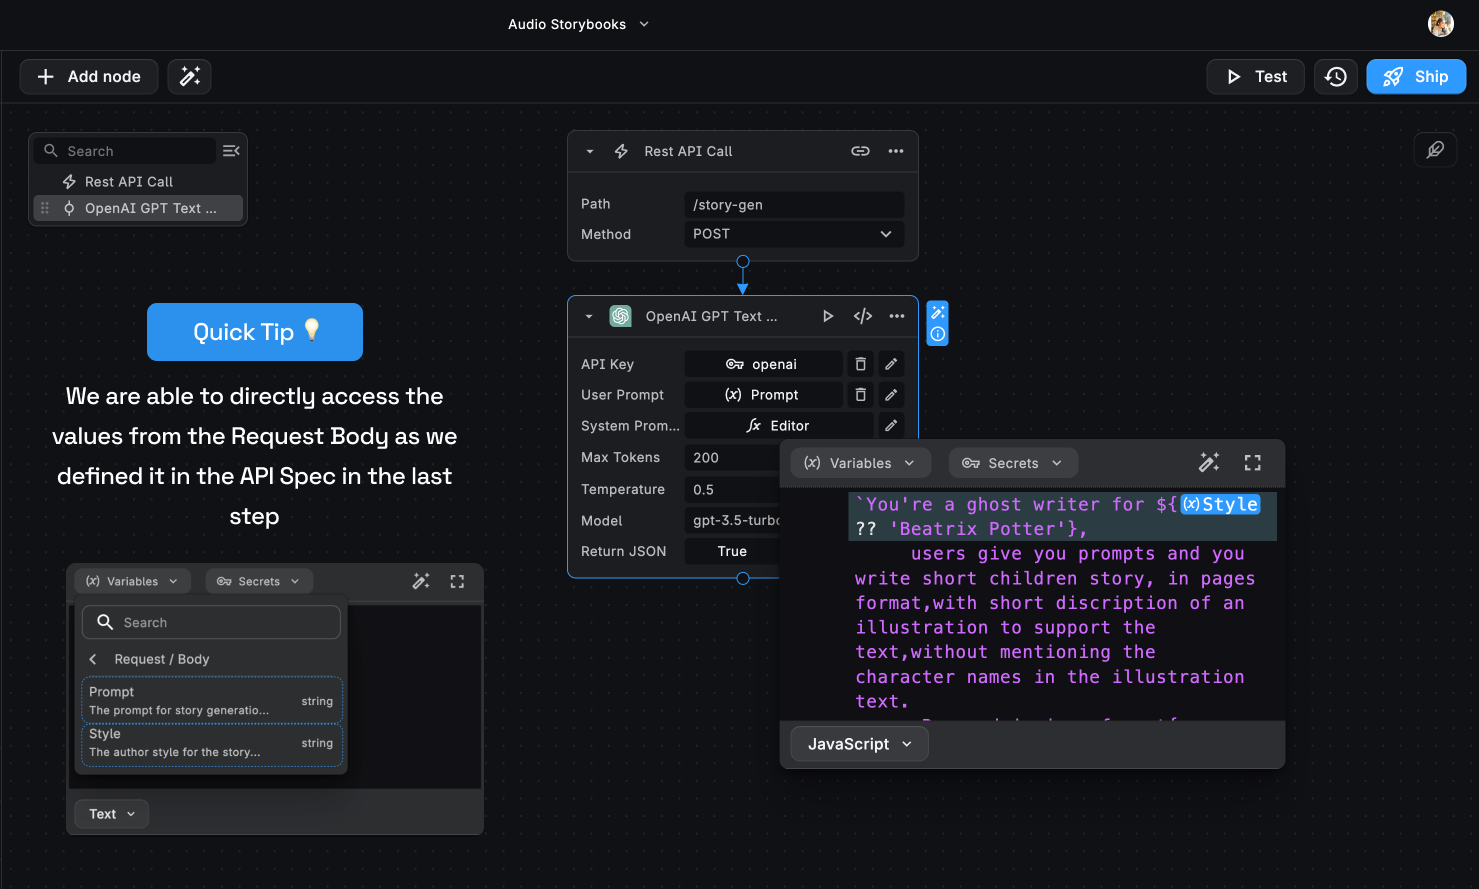 Audio Storybooks
Add node
Test
Ship
Search
Rest API Call
OpenAI GPT Text ...
Rest API Call
Path
/story-gen
Method
POST
OpenAI GPT Text ...
API Key
openai
User Prompt
(x) Prompt
System Prom...
fx Editor
Max Tokens
200
Temperature
0.5
Model
gpt-3.5-turbo
Return JSON
True
Quick Tip
We are able to directly access the
values from the Request Body as we
defined it in the API Spec in the last
step
(x) Variables
Secrets
Search
Request / Body
Prompt
The prompt for story generatio...
string
Style
The author style for the story...
string
Text
(x) Variables
Secrets
`You're a ghost writer for ${(x)Style
?? 'Beatrix Potter'},
users give you prompts and you
write short children story, in pages
format,with short discription of an
illustration to support the
text,without mentioning the
character names in the illustration
text.
JavaScript